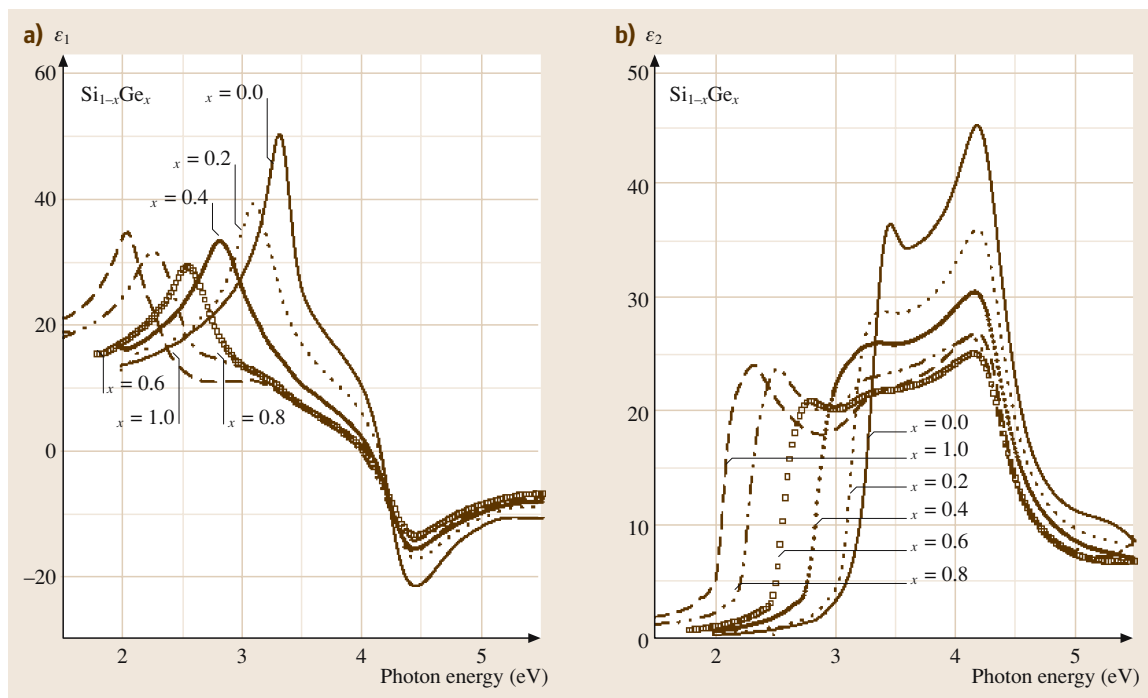 a) ε1
60
40
20
0
–20
Si1–xGex
x = 0.0
x = 0.2
x = 0.4
x = 0.6
x = 1.0
x = 0.8
2 3 4 5
Photon energy (eV)
b) ε2
50
40
30
20
10
0
Si1–xGex
x = 0.0
x = 1.0
x = 0.2
x = 0.4
x = 0.6
x = 0.8
2 3 4 5
Photon energy (eV)